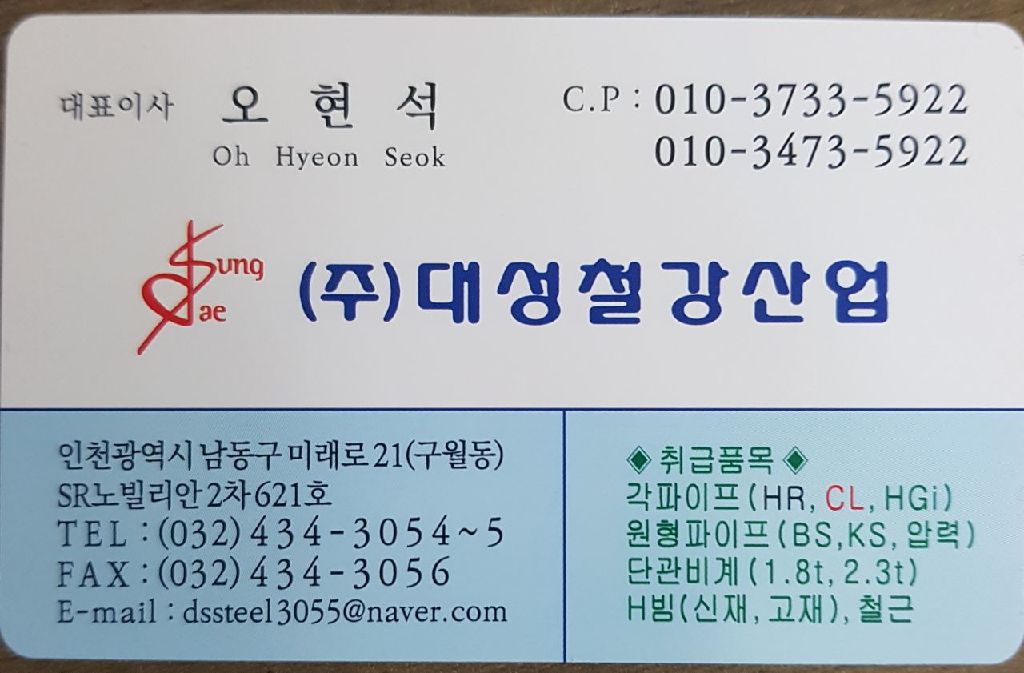 대표이사 오 현 석
Oh Hyeon Seok
C.P : 010-3733-5922
010-3473-5922
Sung
dae
(주)대성철강산업
인천광역시 남동구 미래로 21(구월동)
SR노빌리안 2차 621호
TEL : (032) 434-3054~5
FAX : (032) 434-3056
E-mail : dssteel3055@naver.com
◈ 취급품목 ◈
각파이프(HR, CL, HGi)
원형파이프(BS,KS, 압력)
단관비계(1.8t, 2.3t)
H빔(신재, 고재), 철근